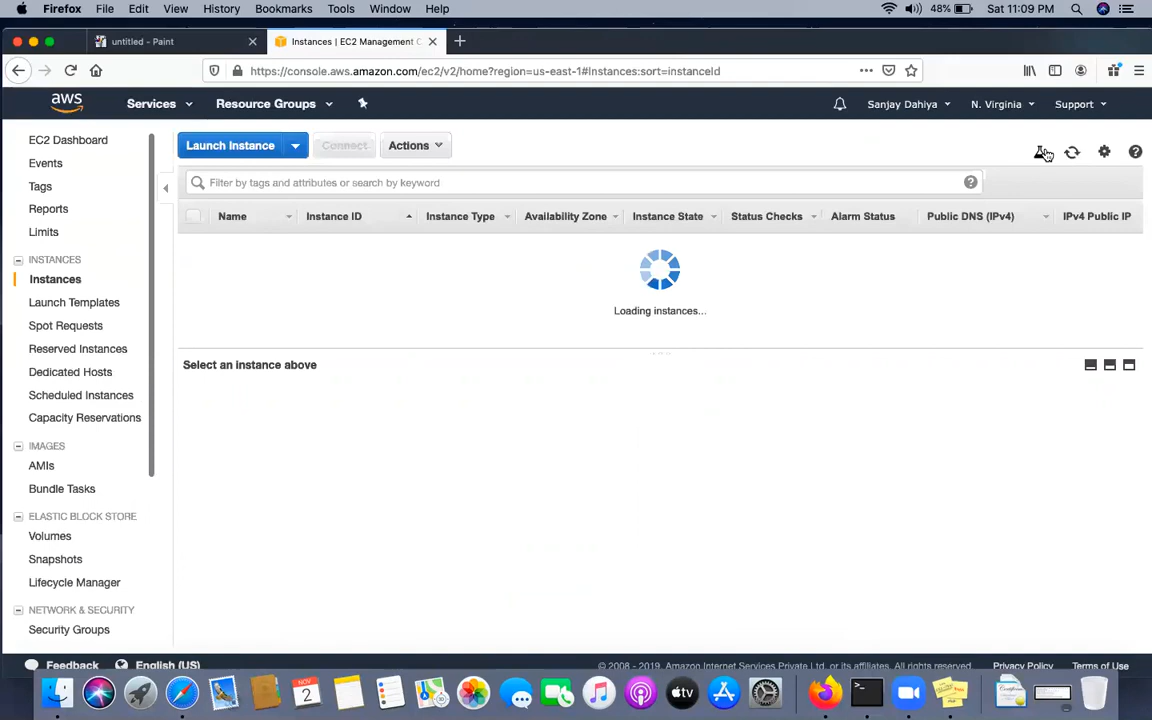 Firefox File Edit View History Bookmarks Tools Window Help 48% Sat 11:09 PM
untitled - Paint Instances | EC2 Management C
https://console.aws.amazon.com/ec2/v2/home?region=us-east-1#Instances:sort=instanceId
aws Services Resource Groups Sanjay Dahiya N. Virginia Support
EC2 Dashboard
Events
Tags
Reports
Limits
INSTANCES
Instances
Launch Templates
Spot Requests
Reserved Instances
Dedicated Hosts
Scheduled Instances
Capacity Reservations
IMAGES
AMIs
Bundle Tasks
ELASTIC BLOCK STORE
Volumes
Snapshots
Lifecycle Manager
NETWORK & SECURITY
Security Groups
Launch Instance Connect Actions
Filter by tags and attributes or search by keyword
Name Instance ID Instance Type Availability Zone Instance State Status Checks Alarm Status Public DNS (IPv4) IPv4 Public IP
Loading instances...
Select an instance above
Feedback English (US) © 2008 - 2019, Amazon Internet Services Private Ltd. or its affiliates. All rights reserved. Privacy Policy Terms of Use
NOV
2
tv